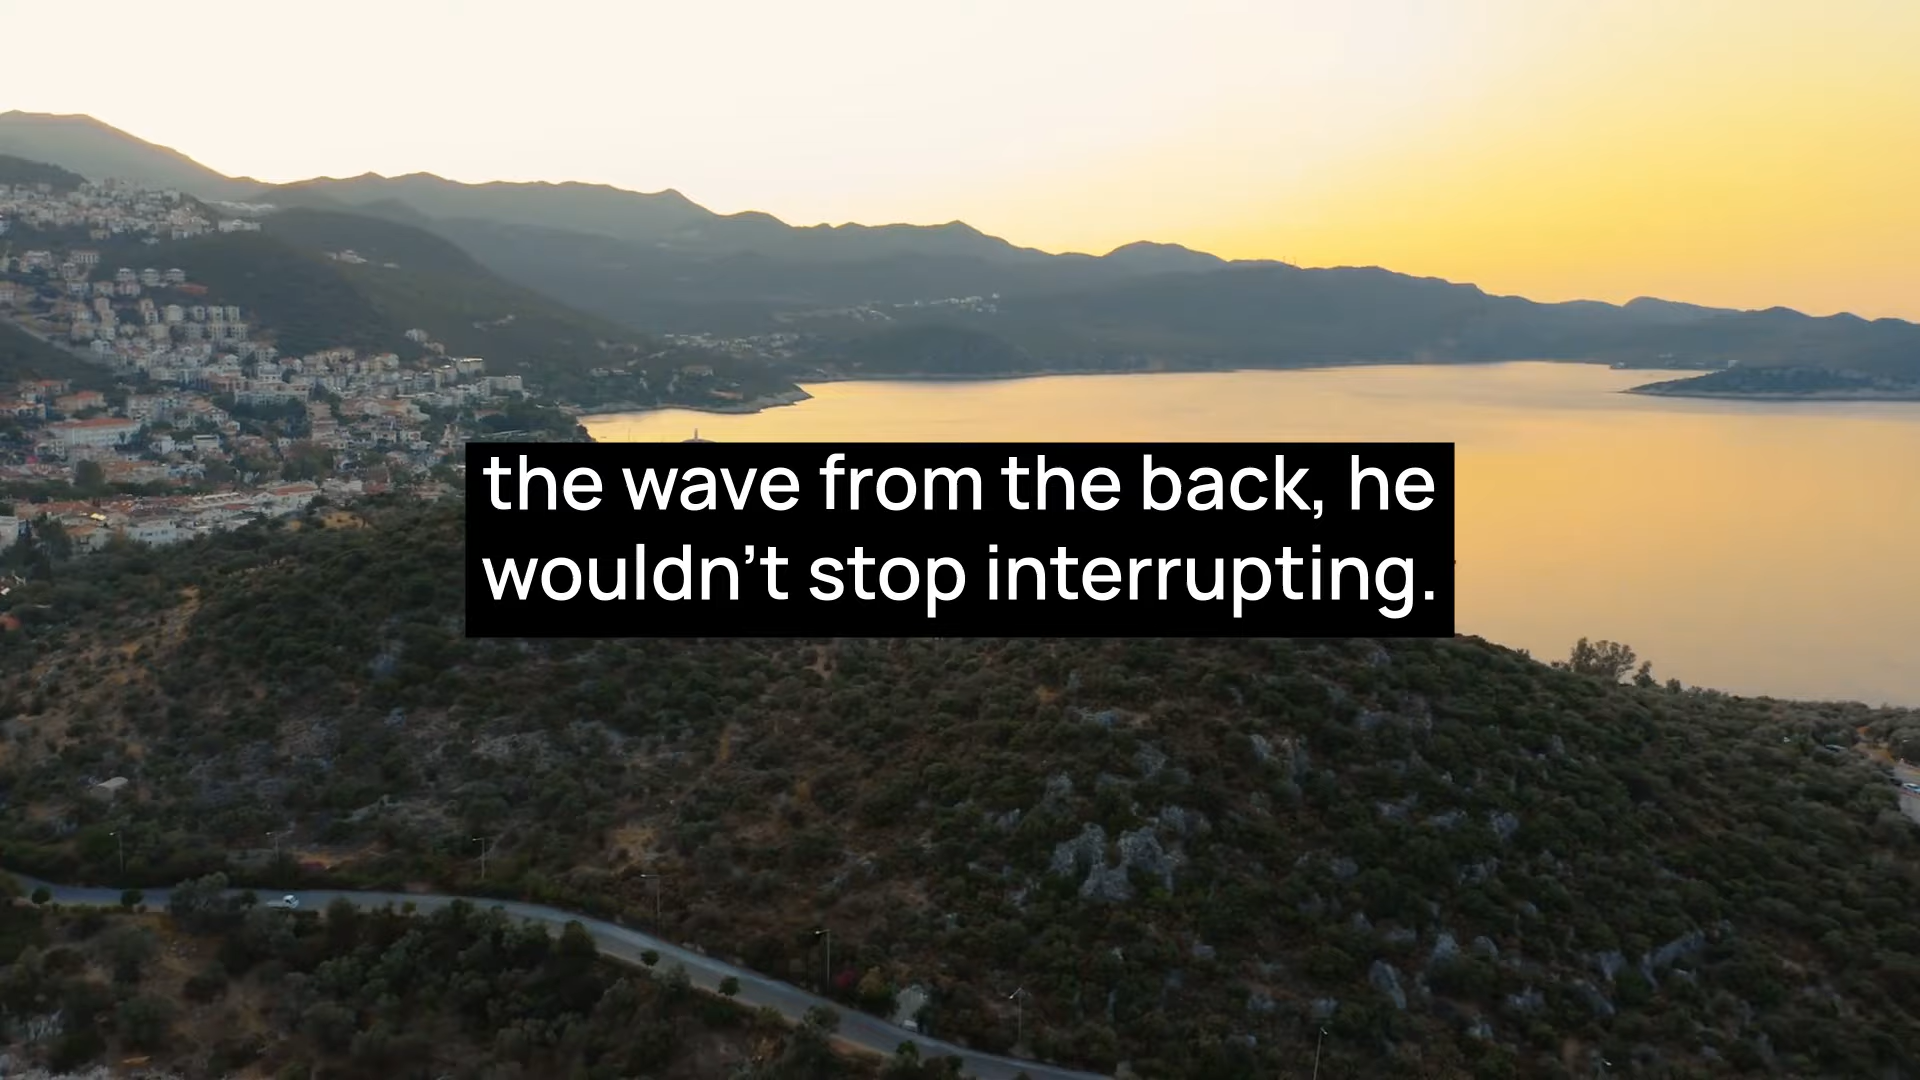 the wave from the back, he
wouldn’t stop interrupting.